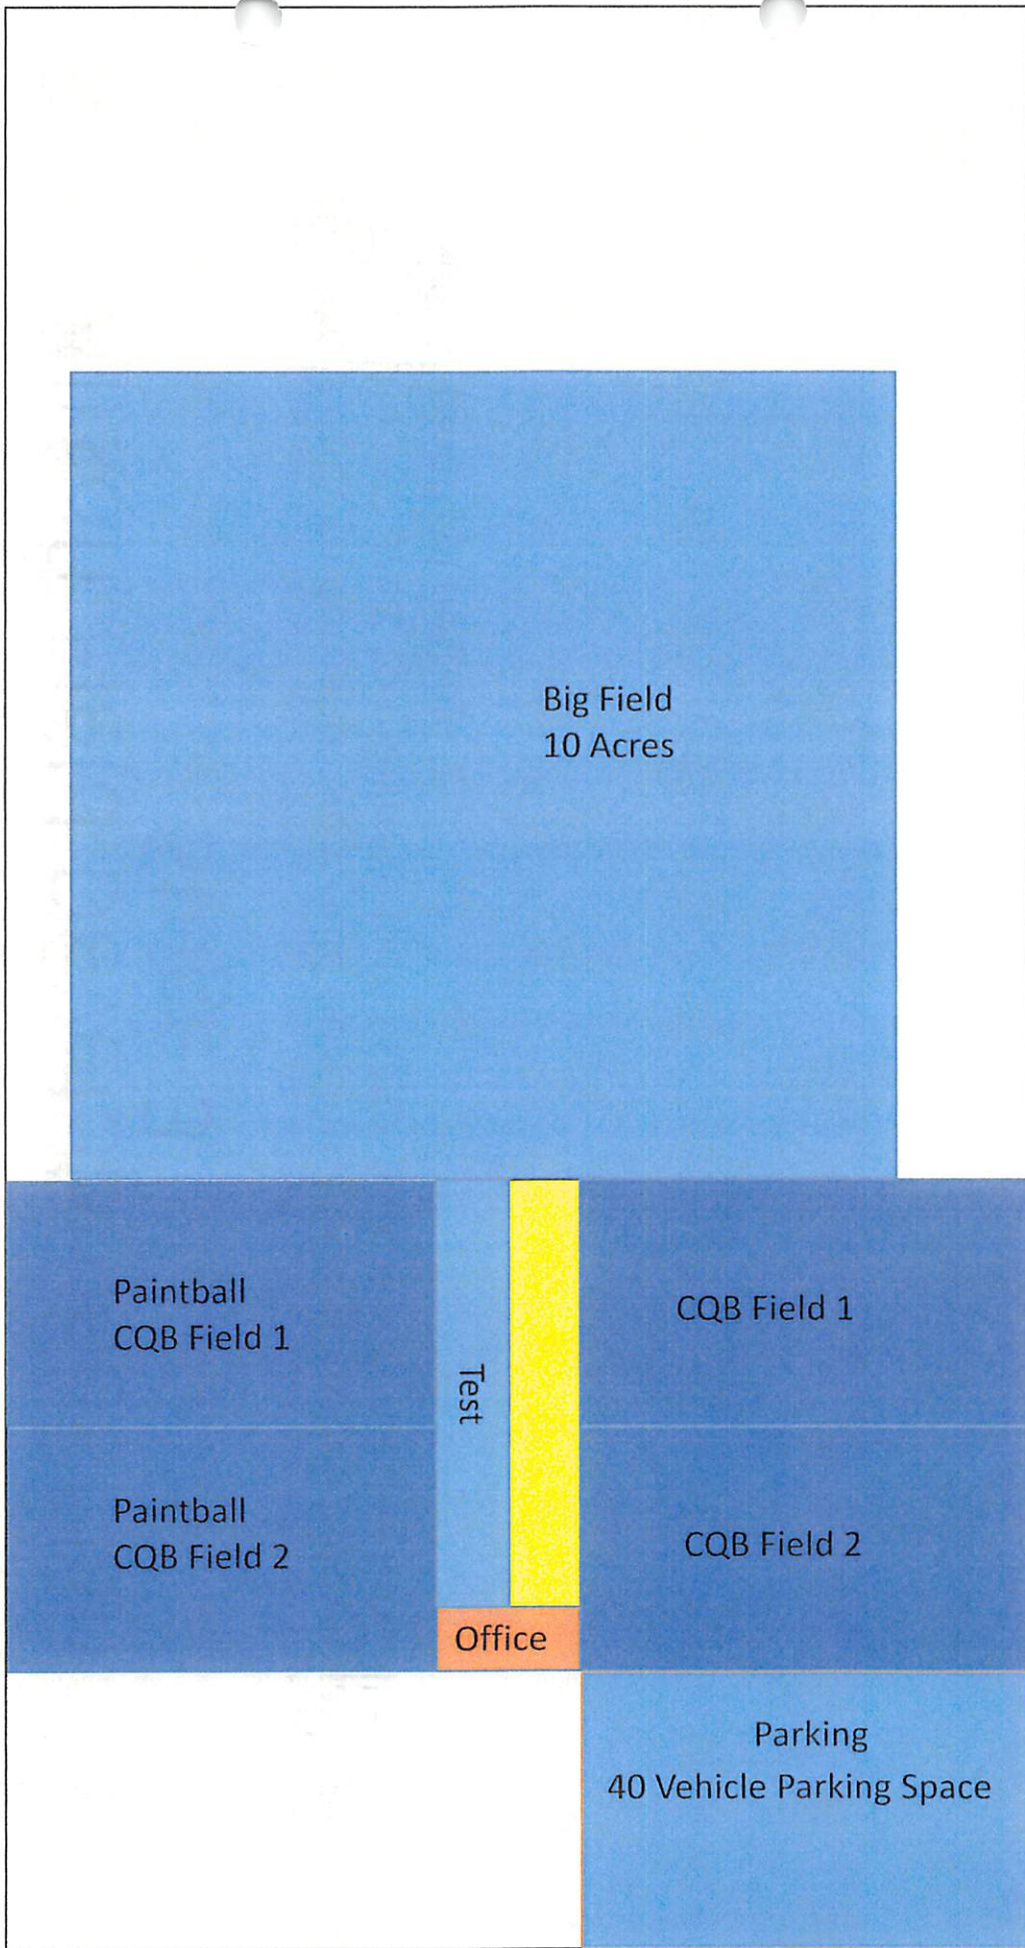 Big Field
10 Acres
Paintball
CQB Field 1
CQB Field 1
Test
Paintball
CQB Field 2
CQB Field 2
Office
Parking
40 Vehicle Parking Space